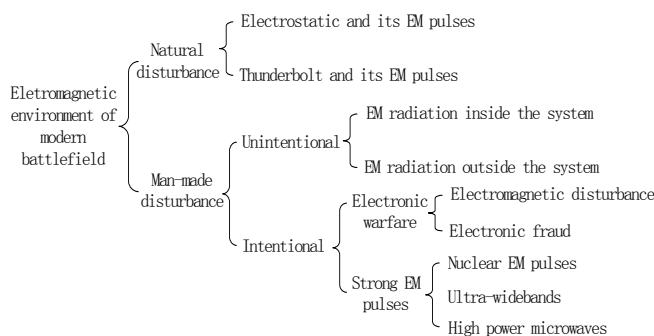 Electrostatic and its EM pulses
Natural
disturbance
Thunderbolt and its EM pulses
Eletromagnetic
environment of
modern
battlefield
EM radiation inside the system
Unintentional
EM radiation outside the system
Man-made
disturbance
Electronic
warfare
Electromagnetic disturbance
Electronic fraud
Intentional
Nuclear EM pulses
Strong EM
pulses
Ultra-widebands
High power microwaves